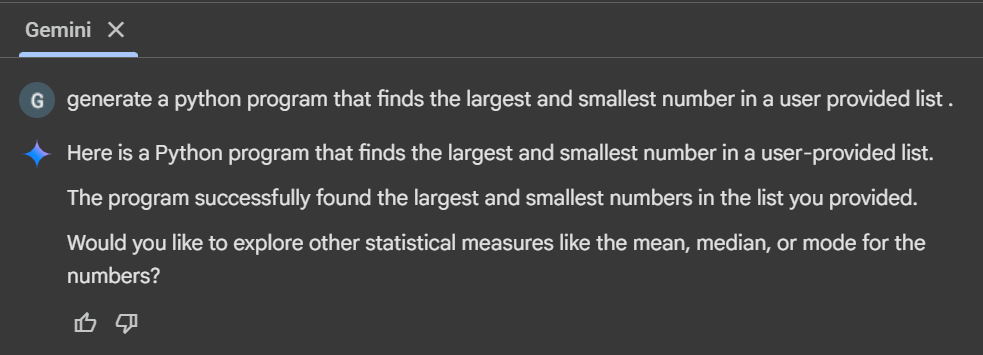 Gemini
G
generate a python program that finds the largest and smallest number in a user provided list .
Here is a Python program that finds the largest and smallest number in a user-provided list.
The program successfully found the largest and smallest numbers in the list you provided.
Would you like to explore other statistical measures like the mean, median, or mode for the
numbers?